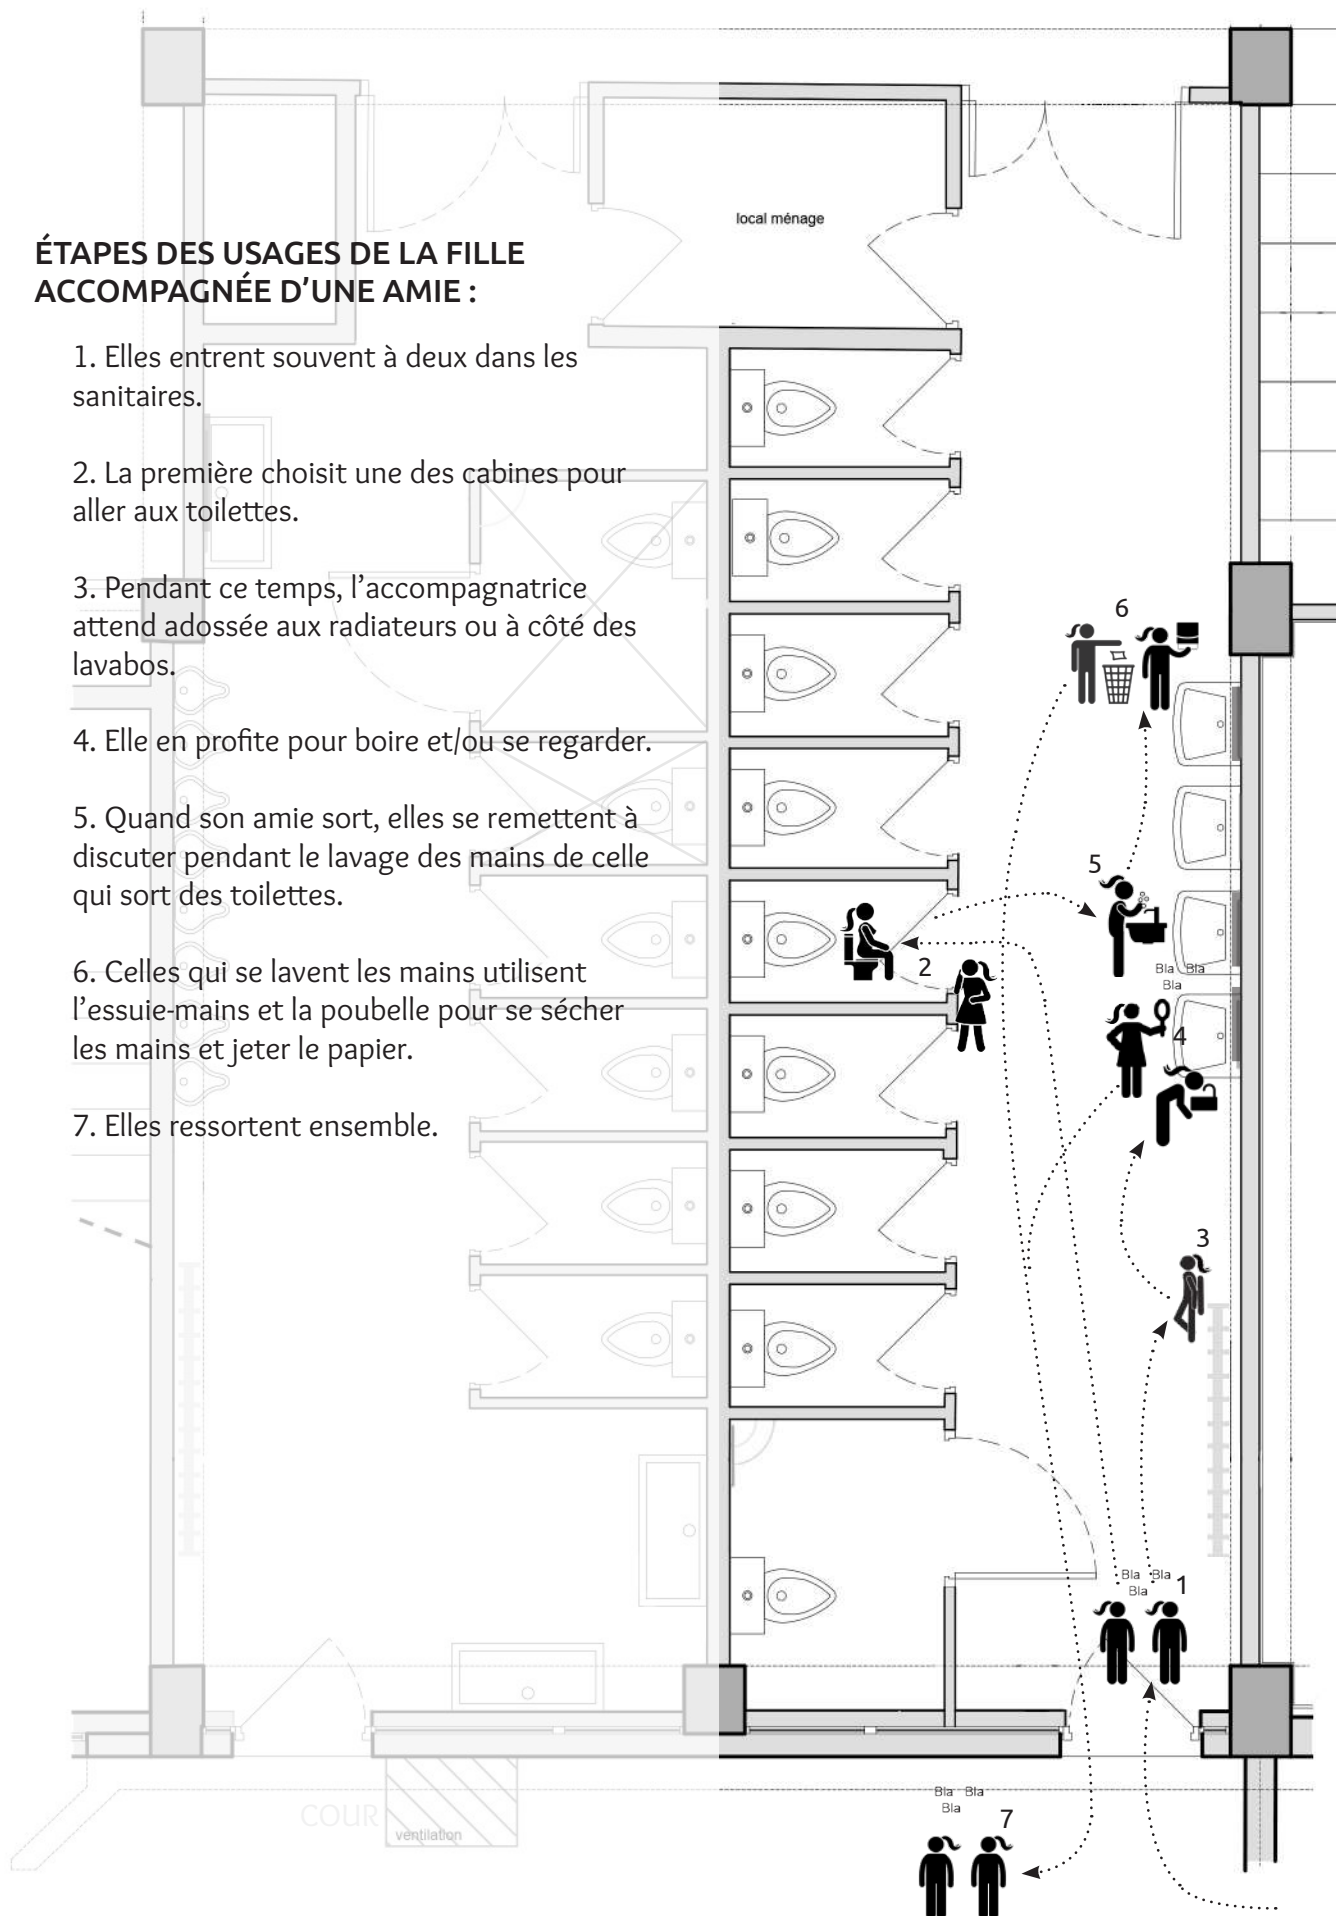 local ménage
ÉTAPES DES USAGES DE LA FILLE
ACCOMPAGNÉE D’UNE AMIE :
1. Elles entrent souvent à deux dans les
sanitaires.
2. La première choisit une des cabines pour
aller aux toilettes.
3. Pendant ce temps, l’accompagnatrice
attend adossée aux radiateurs ou à côté des
lavabos.
4. Elle en profite pour boire et/ou se regarder.
5. Quand son amie sort, elles se remettent à
discuter pendant le lavage des mains de celle
qui sort des toilettes.
6. Celles qui se lavent les mains utilisent
l’essuie-mains et la poubelle pour se sécher
les mains et jeter le papier.
7. Elles ressortent ensemble.
6
5
2
Bla Bla
Bla
4
3
Bla Bla
Bla
1
Bla Bla
Bla
7
COUR
ventilation